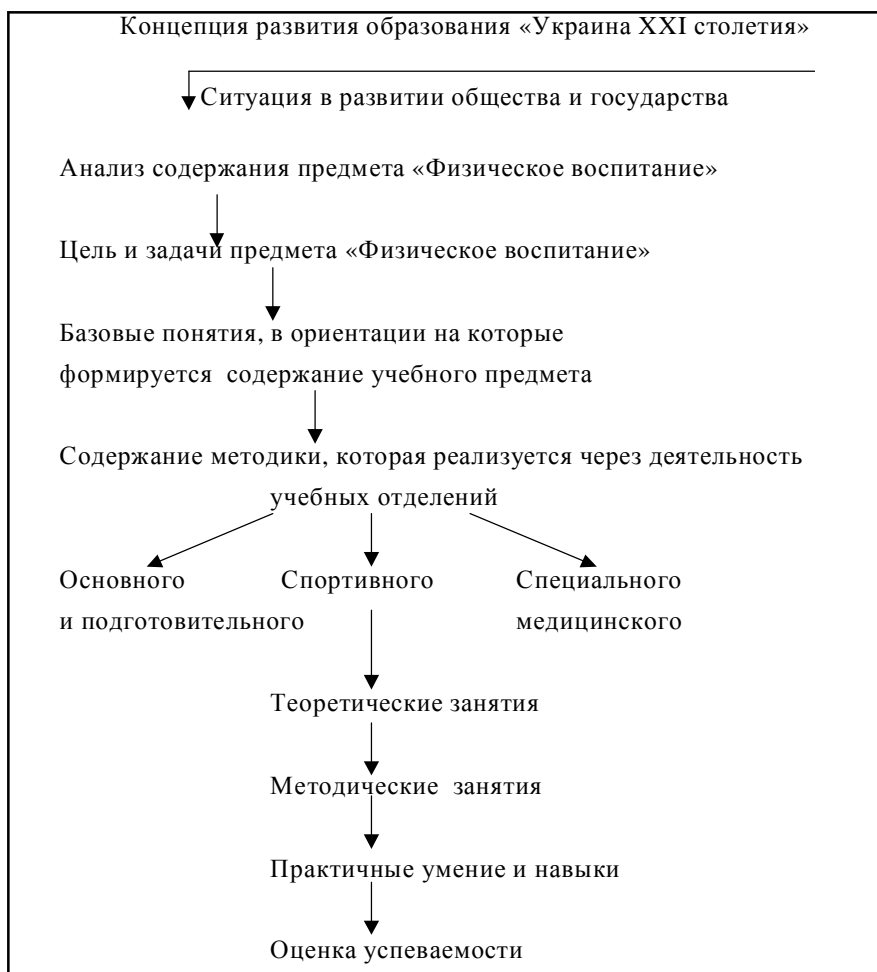 Концепция развития образования «Украина XXI столетия»
Ситуация в развитии общества и государства
Анализ содержания предмета «Физическое воспитание»
Цель и задачи предмета «Физическое воспитание»
Базовые понятия, в ориентации на которые
формируется содержание учебного предмета
Содержание методики, которая реализуется через деятельность
учебных отделений
Основного Спортивного Специального
и подготовительного медицинского
Теоретические занятия
Методические занятия
Практичные умение и навыки
Оценка успеваемости